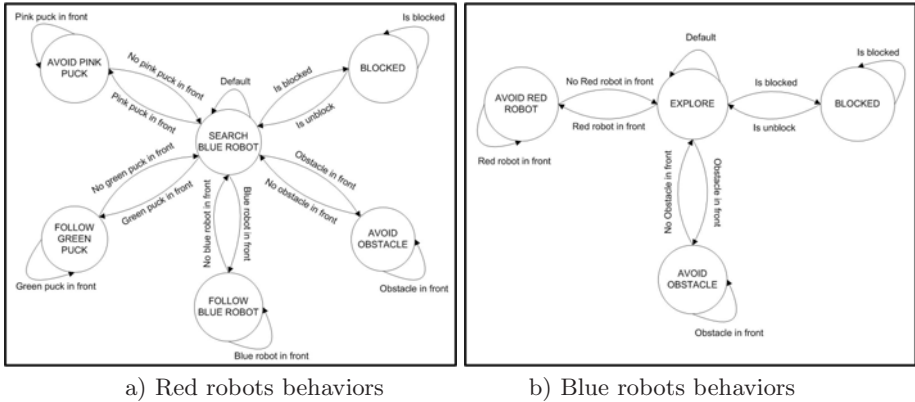 Pink puck in front
AVOID PINK
PUCK
No pink puck in front
Pink puck in front
Default
Is blocked
BLOCKED
Is blocked
Is unblock
SEARCH
BLUE ROBOT
No green puck in front
Green puck in front
FOLLOW
GREEN
PUCK
Green puck in front
No blue robot in front
Blue robot in front
FOLLOW
BLUE ROBOT
Blue robot in front
Obstacle in front
No obstacle in front
AVOID
OBSTACLE
Obstacle in front
a) Red robots behaviors
AVOID RED
ROBOT
Red robot in front
No Red robot in front
Red robot in front
Default
EXPLORE
Is blocked
Is unblock
Is blocked
BLOCKED
No Obstacle in front
Obstacle in front
AVOID
OBSTACLE
Obstacle in front
b) Blue robots behaviors